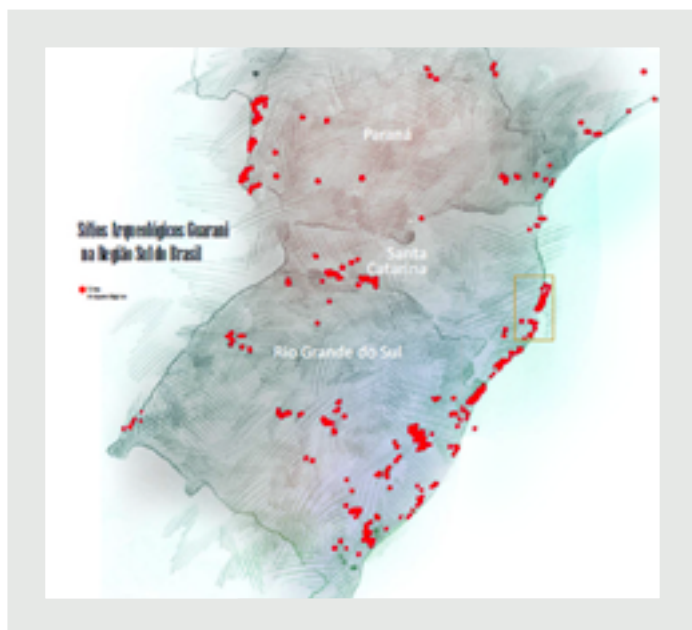 Paraná
Sítios Arqueológicos Guarani
na Região Sul do Brasil
Santa
Catarina
Rio Grande do Sul